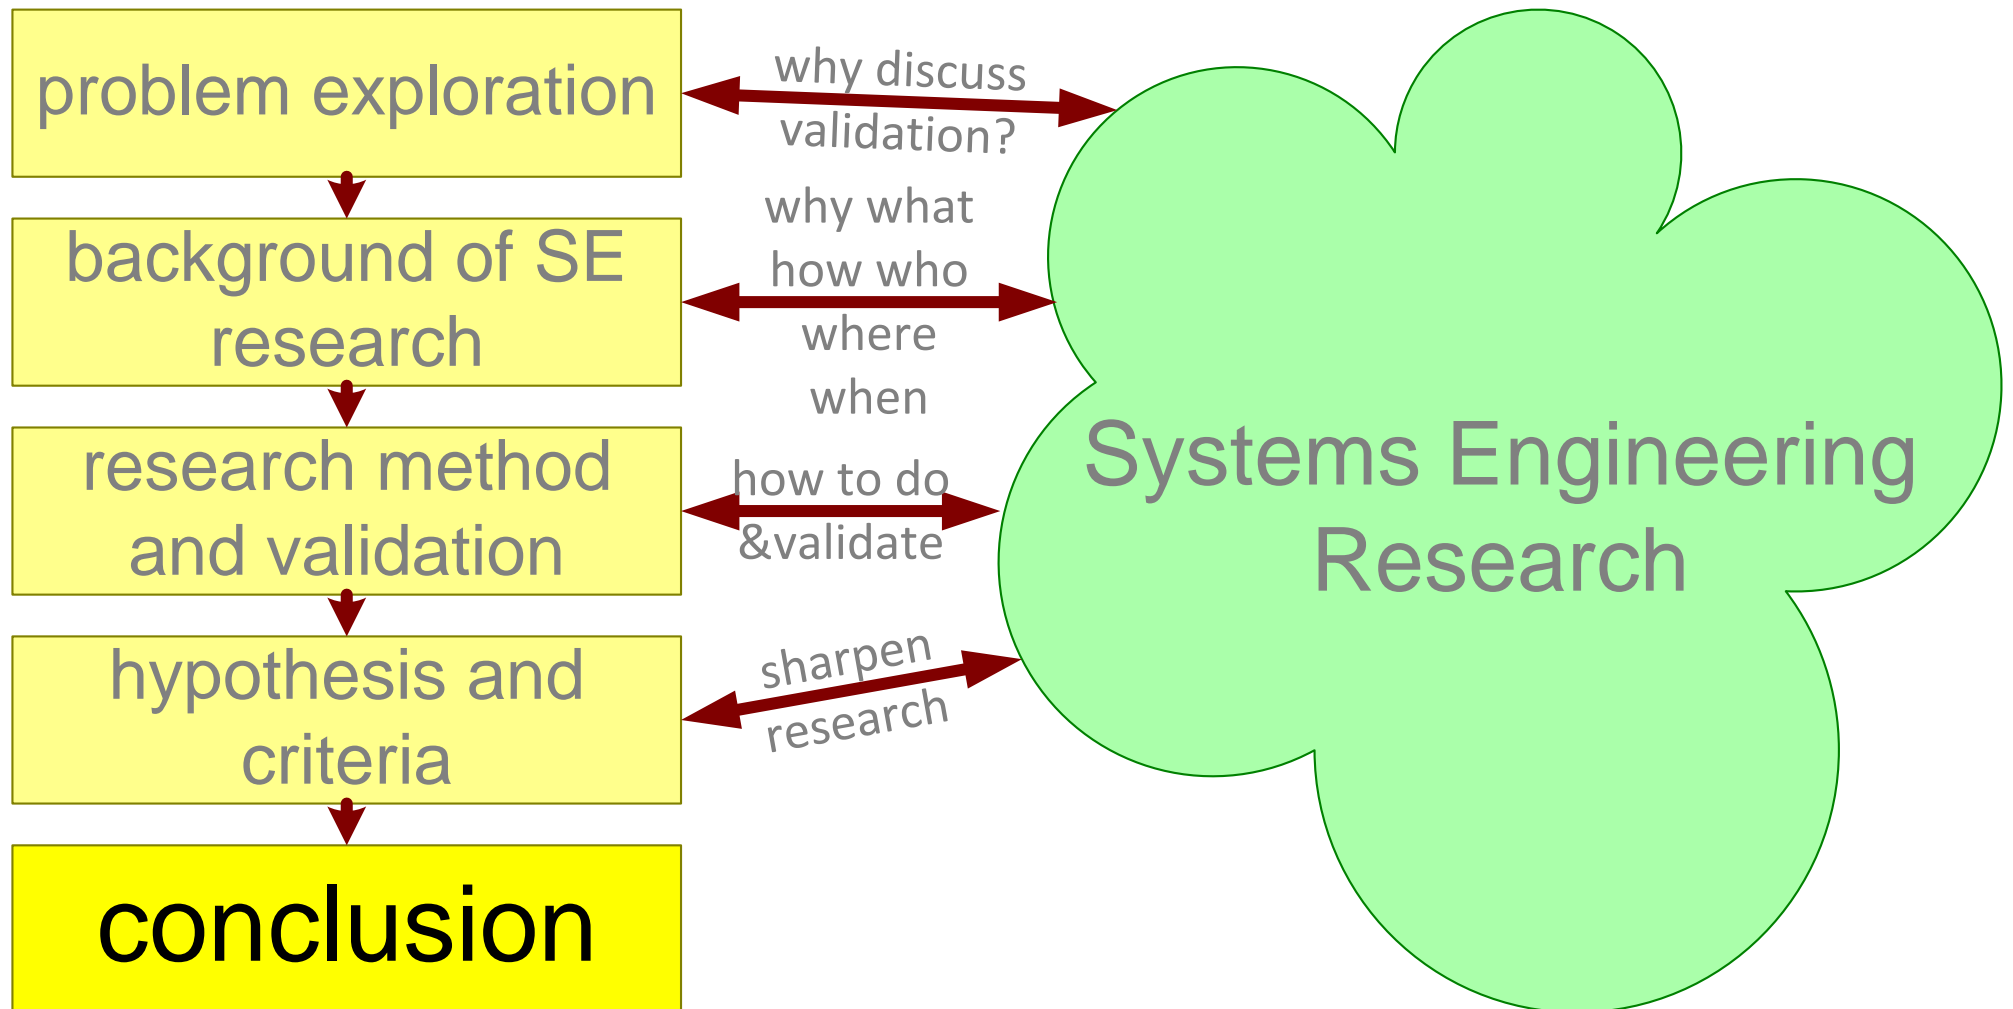 problem exploration
why discuss
validation?
background of SE
research
why what
how who
where
when
research method
and validation
how to do
&validate
hypothesis and
criteria
sharpen
research
conclusion
Systems Engineering
Research